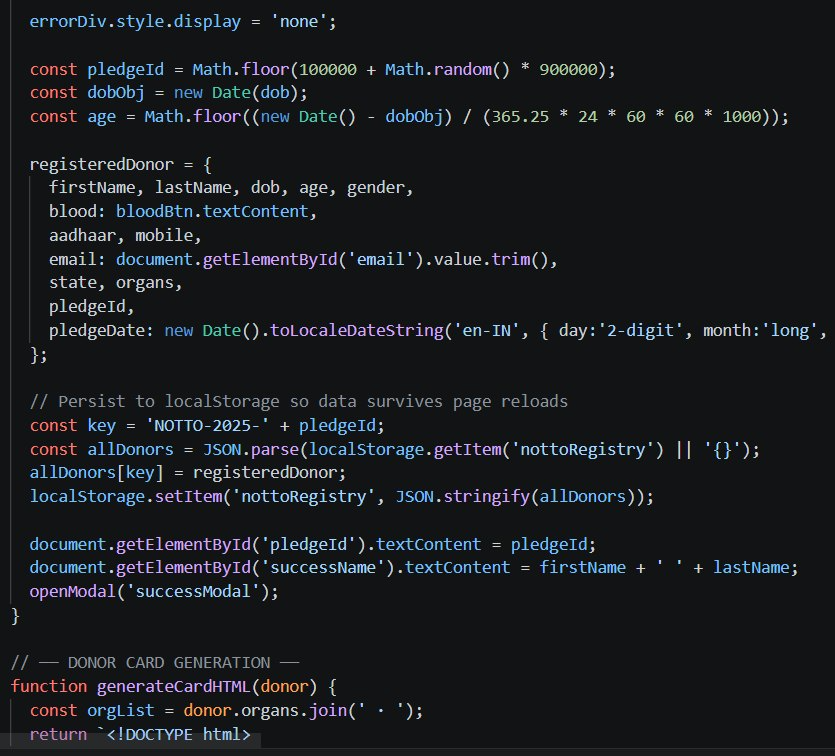 errorDiv.style.display = 'none';
const pledgeId = Math.floor(100000 + Math.random() * 900000);
const dobObj = new Date(dob);
const age = Math.floor((new Date() - dobObj) / (365.25 * 24 * 60 * 60 * 1000));
registeredDonor = {
firstName, lastName, dob, age, gender,
blood: bloodBtn.textContent,
aadhaar, mobile,
email: document.getElementById('email').value.trim(),
state, organs,
pledgeId,
pledgeDate: new Date().toLocaleDateString('en-IN', { day:'2-digit', month:'long',
};
// Persist to localStorage so data survives page reloads
const key = 'NOTTO-2025-' + pledgeId;
const allDonors = JSON.parse(localStorage.getItem('nottoRegistry') || '{}');
allDonors[key] = registeredDonor;
localStorage.setItem('nottoRegistry', JSON.stringify(allDonors));
document.getElementById('pledgeId').textContent = pledgeId;
document.getElementById('successName').textContent = firstName + ' ' + lastName;
openModal('successModal');
}
// —— DONOR CARD GENERATION ——
function generateCardHTML(donor) {
const orgList = donor.organs.join(' · ');
return `<!DOCTYPE html>